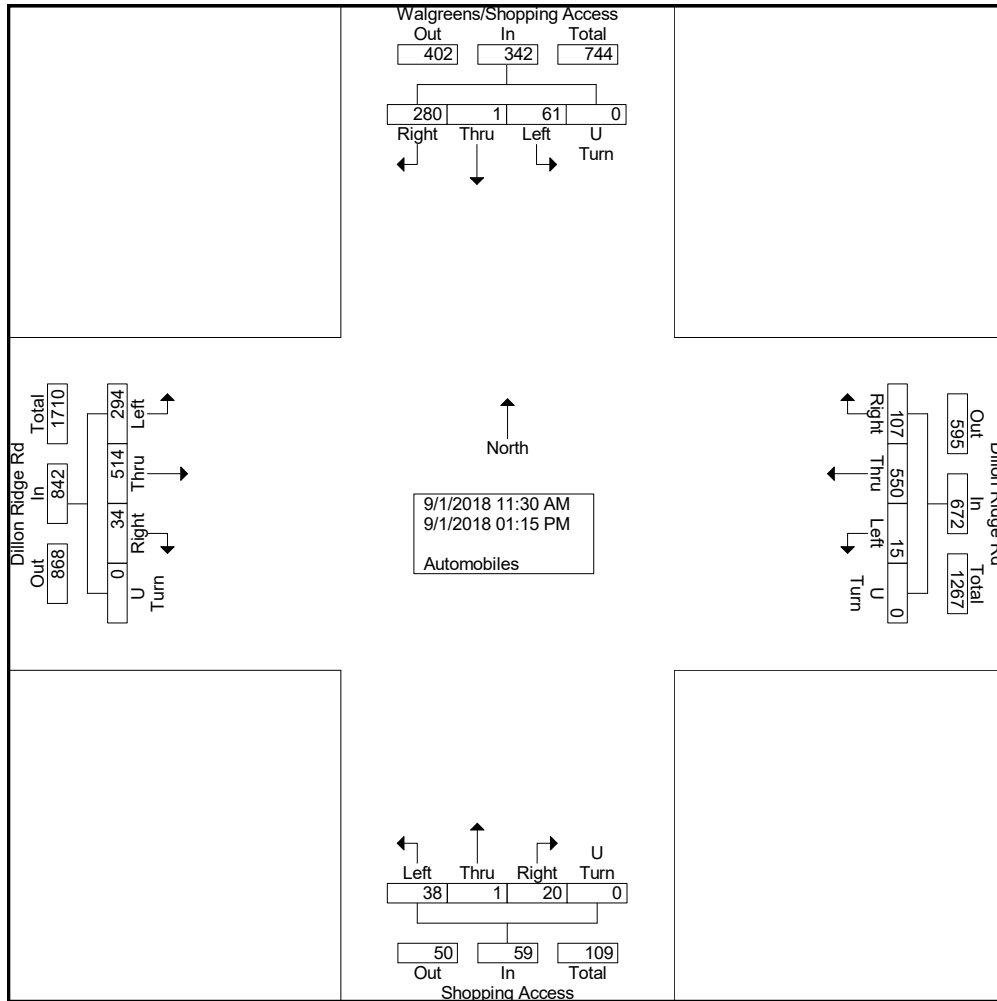 Walgreens/Shopping Access
Out In Total
402 342 744
280 1 61 0
Right Thru Left U
Turn
Dillon Ridge Rd
Total In Out
1710 842 868
294 514 34 0
Left Thru Right U
Turn
North
9/1/2018 11:30 AM
9/1/2018 01:15 PM
Automobiles
Right Thru Left U
Turn
107 550 15 0
Out In Total
595 672 1267
Dillon Ridge Rd
U
Left Thru Right Turn
38 1 20 0
50 59 109
Out In Total
Shopping Access